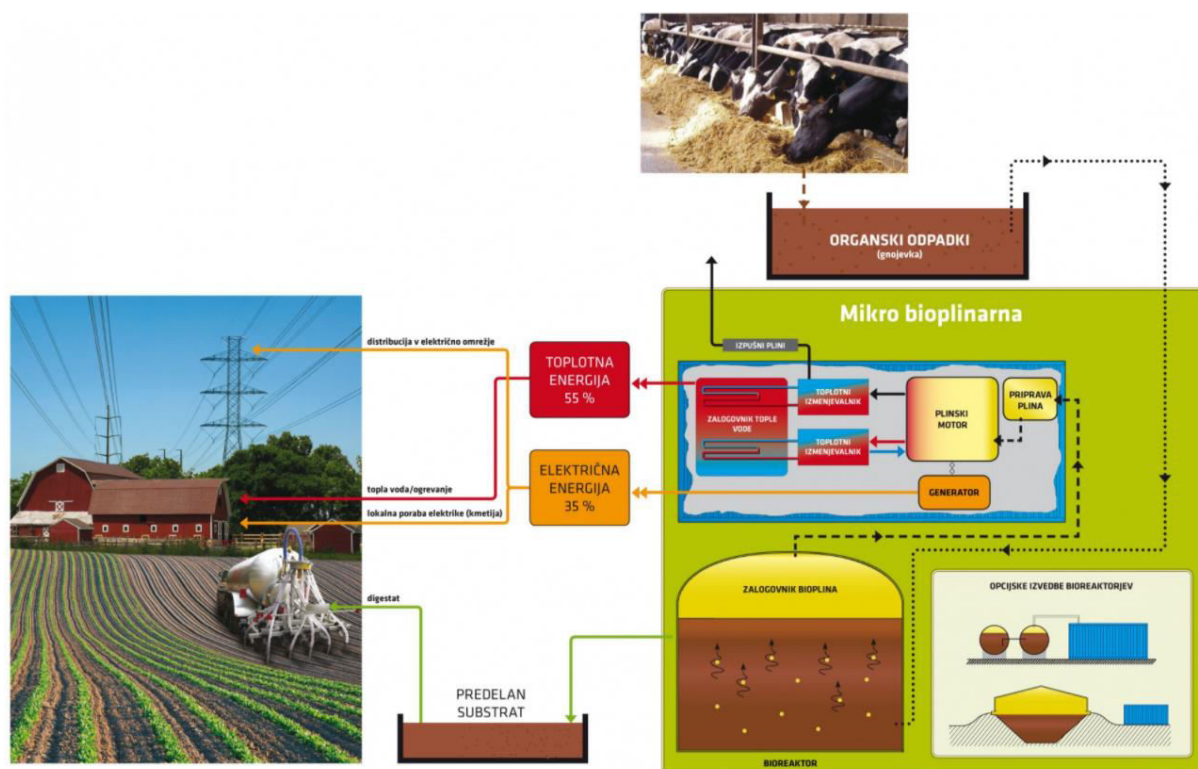 ORGANSKI ODPADKI
(gnojevka)
Mikro bioplinarna
IZPUŠNI PLINI
distribucija v električno omrežje
TOPLOTNA
ENERGIJA
55 %
ZALOGOVNIK TOPLE
VODE
TOPLOTNI
IZMENJEVALNIK
TOPLOTNI
IZMENJEVALNIK
PLINSKI
MOTOR
PRIPRAVA
PLINA
GENERATOR
ELEKTRIČNA
ENERGIJA
35 %
topla voda/ogrevanje
lokalna poraba elektrike (kmetija)
digestat
ZALOGOVNIK BIOPLINA
OPCIJSKE IZVEDBE BIOREAKTORJEV
PREDELAN
SUBSTRAT
BIOREAKTOR